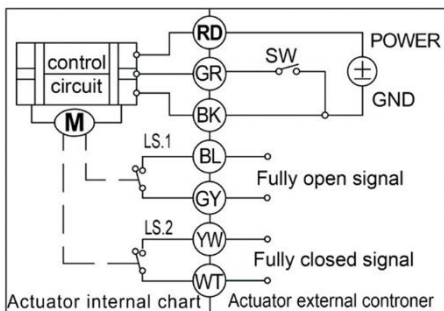 RD
POWER
control
circuit
GR
SW
±
GND
BK
M
LS.1
BL
Fully open signal
GY
LS.2
YW
Fully closed signal
WT
Actuator internal chart
Actuator external controner